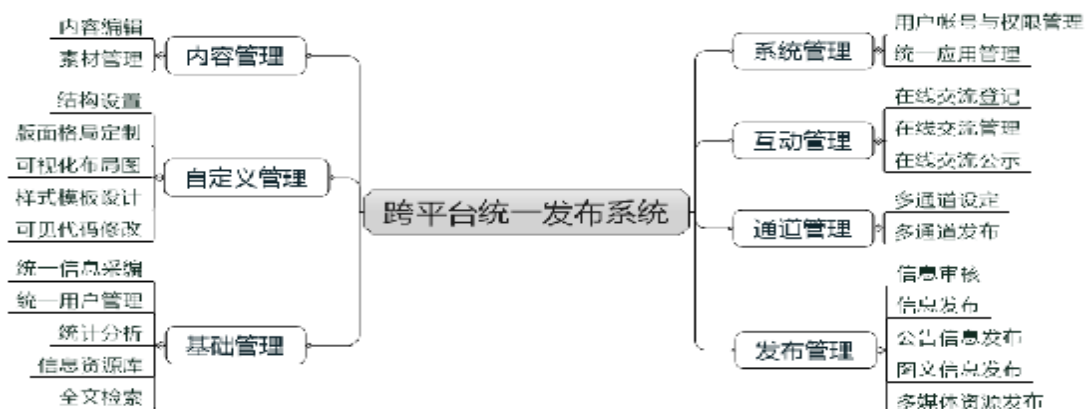 内容编辑
素材管理
内容管理
结构设置
版面格局定制
可视化布局图
样式模板设计
可见代码修改
自定义管理
统一信息采编
统一用户管理
统计分析
信息资源库
全文检索
基础管理
跨平台统一发布系统
系统管理
用户帐号与权限管理
统一应用管理
互动管理
在线交流登记
在线交流管理
在线交流公示
通道管理
多通道设定
多通道发布
发布管理
信息审核
信息发布
公告信息发布
图文信息发布
多媒体资源发布